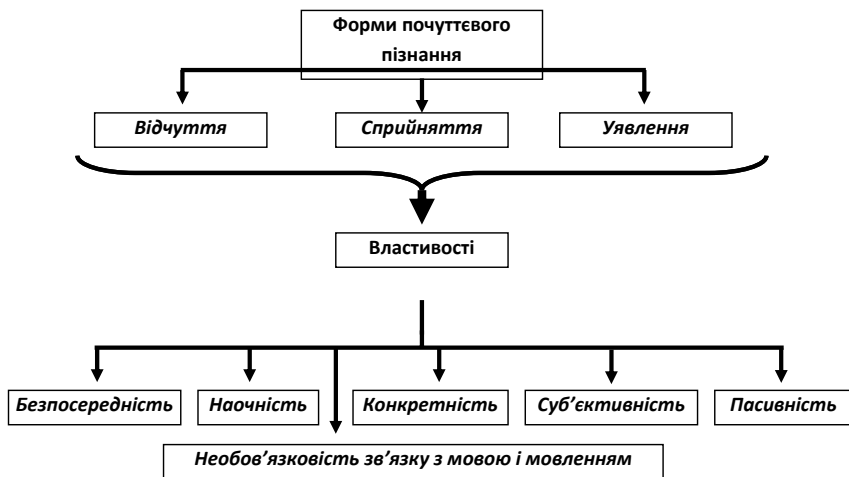 Форми почуттєвого
пізнання
Відчуття
Сприйняття
Уявлення
Властивості
Безпосередність
Наочність
Конкретність
Суб’єктивність
Пасивність
Необов’язковість зв’язку з мовою і мовленням